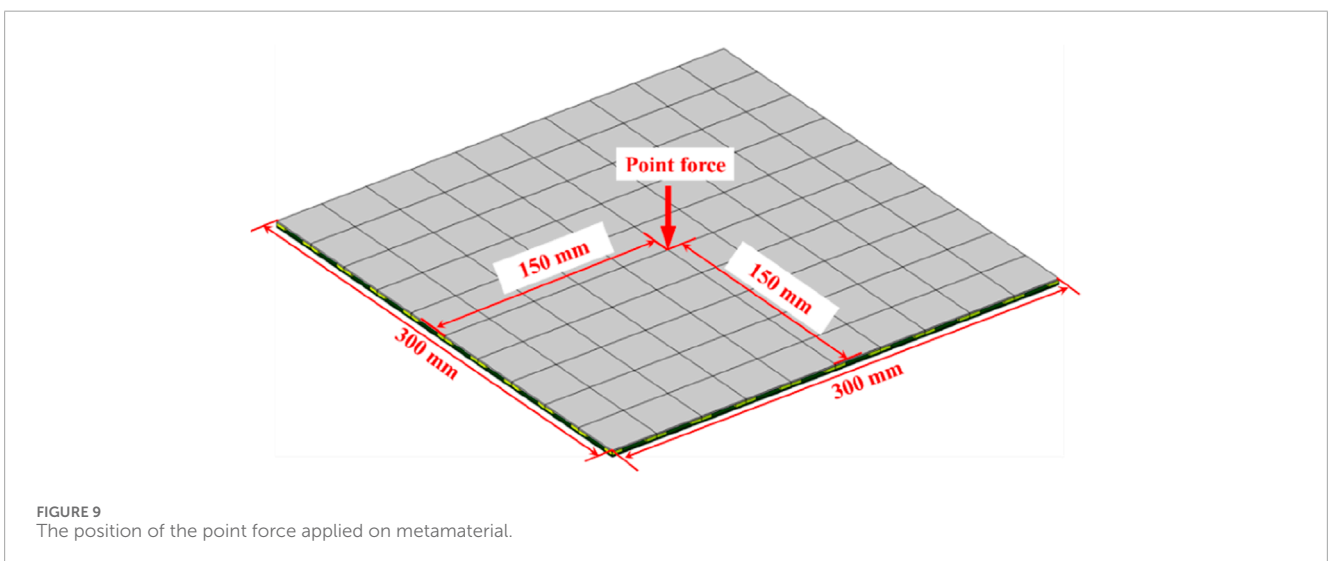 Point force
150 mm
150 mm
300 mm
300 mm
FIGURE 9
The position of the point force applied on metamaterial.